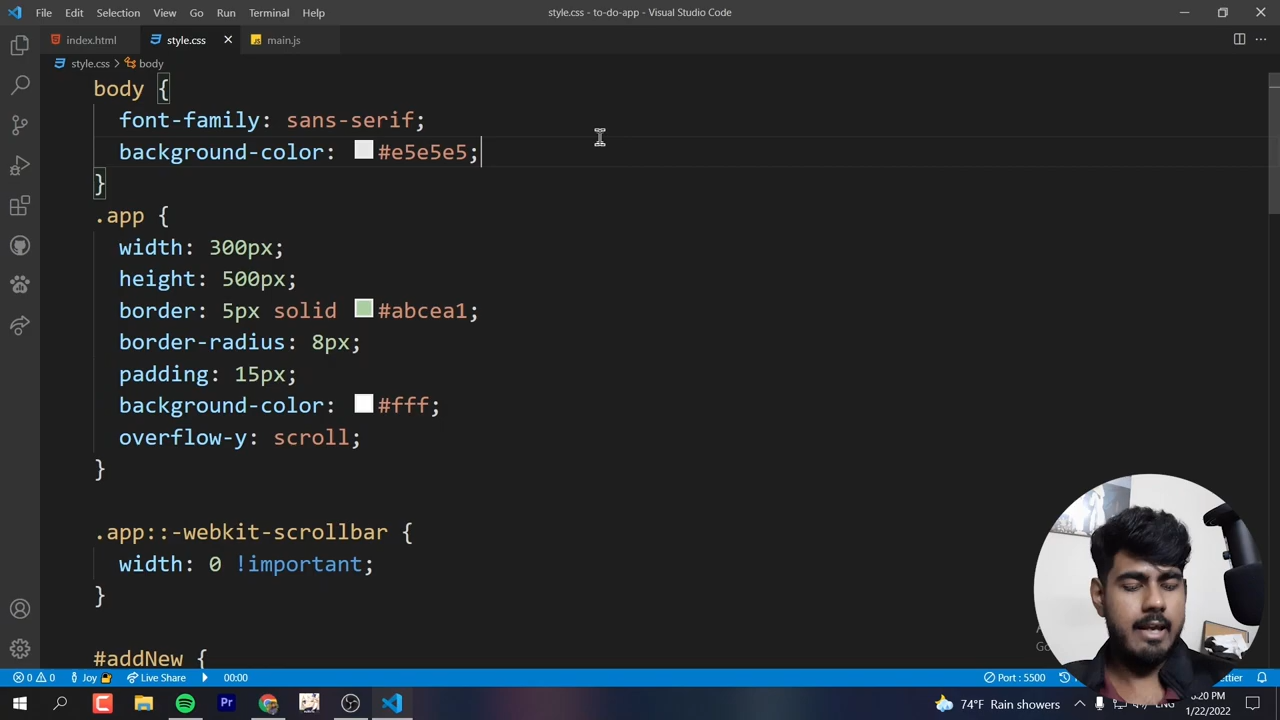 File Edit Selection View Go Run Terminal Help
style.css - to-do-app - Visual Studio Code
index.html style.css main.js
style.css > body
body {
font-family: sans-serif;
background-color: #e5e5e5;
}
.app {
width: 300px;
height: 500px;
border: 5px solid #abcea1;
border-radius: 8px;
padding: 15px;
background-color: #fff;
overflow-y: scroll;
}
.app::-webkit-scrollbar {
width: 0 !important;
}
#addNew {
0 0 Joy Live Share 00:00 Port : 5500
Pr 74°F Rain showers ENG
1/22/2022